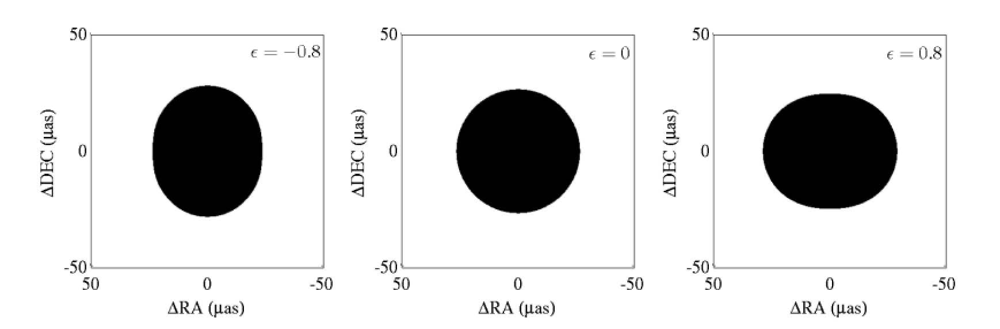 50 50 50
ϵ = −0.8 ϵ = 0 ϵ = 0.8
ΔDEC (μas) ΔDEC (μas) ΔDEC (μas)
0 0 0
-50 -50 -50
50 0 -50 50 0 -50 50 0 -50
ΔRA (μas) ΔRA (μas) ΔRA (μas)